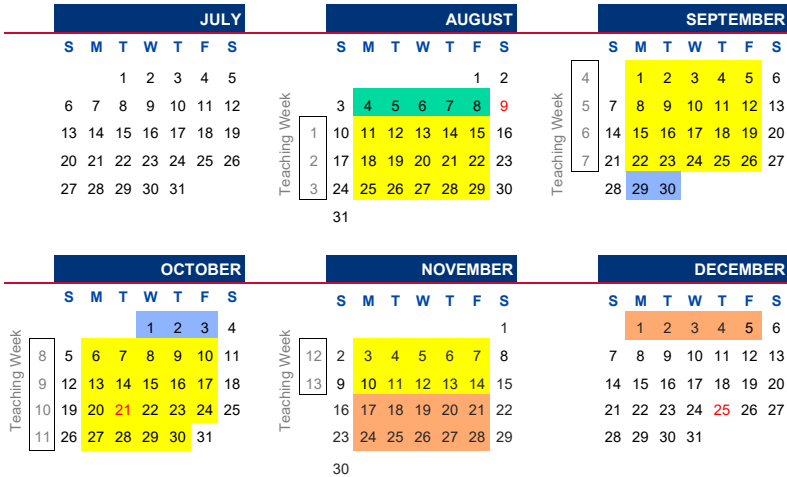 JULY
S M T W T F S
1 2 3 4 5
6 7 8 9 10 11 12
13 14 15 16 17 18 19
20 21 22 23 24 25 26
27 28 29 30 31
AUGUST
S M T W T F S
Teaching Week
1 2
3 4 5 6 7 8 9
1 10 11 12 13 14 15 16
2 17 18 19 20 21 22 23
3 24 25 26 27 28 29 30
31
SEPTEMBER
S M T W T F S
Teaching Week
4 1 2 3 4 5 6
5 7 8 9 10 11 12 13
6 14 15 16 17 18 19 20
7 21 22 23 24 25 26 27
28 29 30
OCTOBER
S M T W T F S
Teaching Week
1 2 3 4
8 5 6 7 8 9 10 11
9 12 13 14 15 16 17 18
10 19 20 21 22 23 24 25
11 26 27 28 29 30 31
NOVEMBER
S M T W T F S
Teaching Week
1
12 2 3 4 5 6 7 8
13 9 10 11 12 13 14 15
16 17 18 19 20 21 22
23 24 25 26 27 28 29
30
DECEMBER
S M T W T F S
1 2 3 4 5 6
7 8 9 10 11 12 13
14 15 16 17 18 19 20
21 22 23 24 25 26 27
28 29 30 31